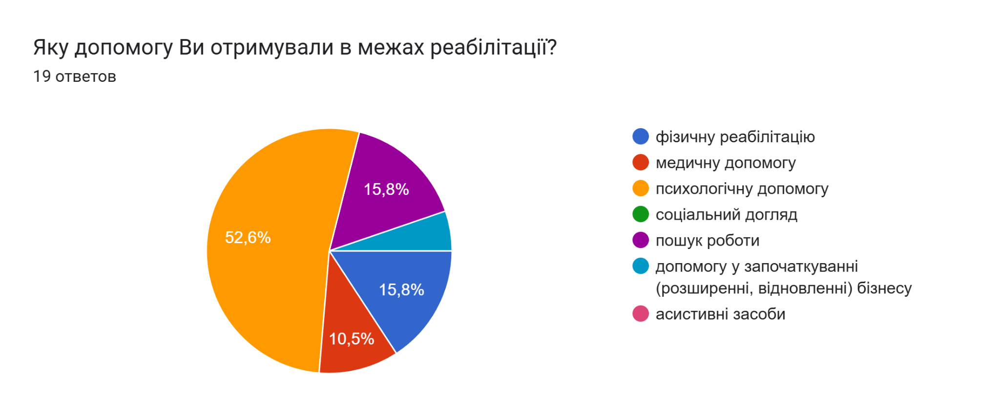 Яку допомогу Ви отримували в межах реабілітації?
19 ответов
15,8%
52,6%
15,8%
10,5%
фізичну реабілітацію
медичну допомогу
психологічну допомогу
соціальний догляд
пошук роботи
допомогу у започаткуванні
(розширенні, відновленні) бізнесу
асистивні засоби